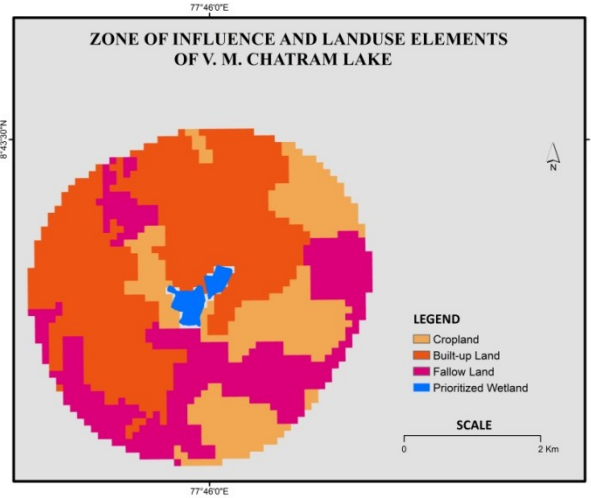 77°46'0"E
ZONE OF INFLUENCE AND LANDUSE ELEMENTS
OF V. M. CHATRAM LAKE
8°43'30"N
N
LEGEND
Cropland
Built-up Land
Fallow Land
Prioritized Wetland
SCALE
0 2 Km
77°46'0"E